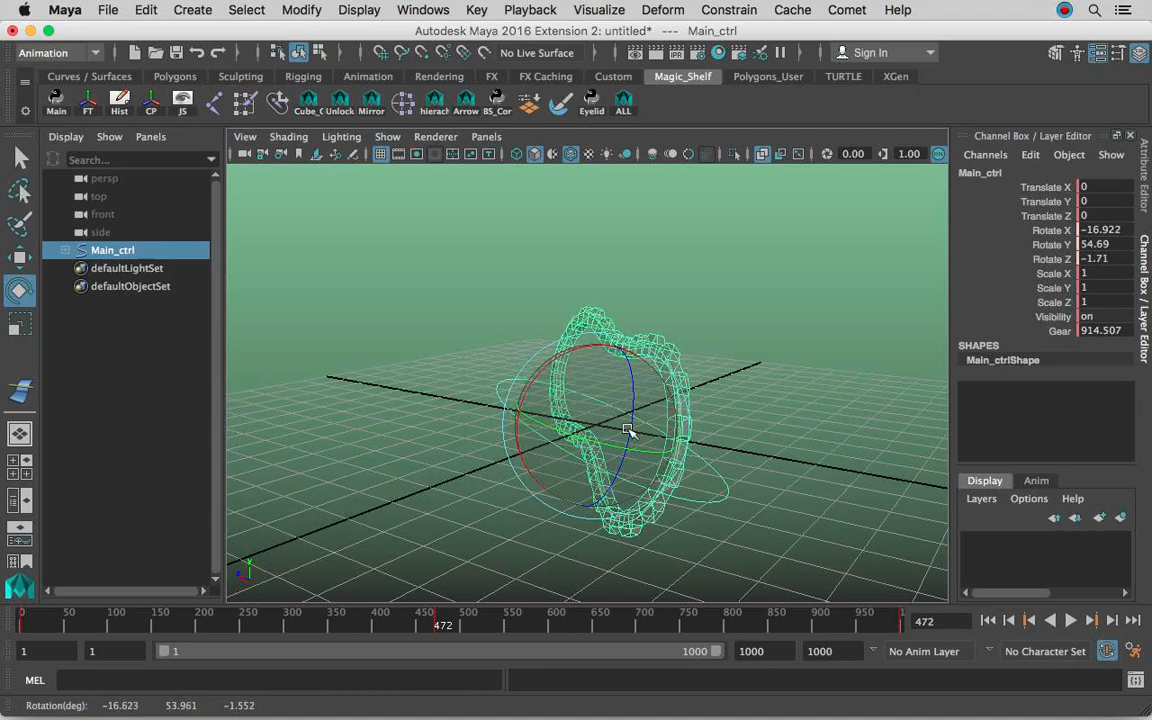 Maya File Edit Create Select Modify Display Windows Key Playback Visualize Deform Constrain Cache Comet Help
Autodesk Maya 2016 Extension 2: untitled* --- Main_ctrl
Animation No Live Surface Sign In
Curves / Surfaces Polygons Sculpting Rigging Animation Rendering FX FX Caching Custom Magic_Shelf Polygons_User TURTLE XGen
Main FT Hist CP JS Cube_C Unlock Mirror hierach Arrow BS_Cor Eyelid ALL
Display Show Panels
Search...
persp
top
front
side
Main_ctrl
defaultLightSet
defaultObjectSet
View Shading Lighting Show Renderer Panels
0.00 1.00
Channel Box / Layer Editor
Channels Edit Object Show
Main_ctrl
Translate X 0
Translate Y 0
Translate Z 0
Rotate X -16.922
Rotate Y 54.69
Rotate Z -1.71
Scale X 1
Scale Y 1
Scale Z 1
Visibility on
Gear 914.507
SHAPES
Main_ctrlShape
Display Anim
Layers Options Help
Attribute Editor
Channel Box / Layer Editor
y
z
0 50 100 150 200 250 300 350 400 450 500 550 600 650 700 750 800 850 900 950 1
472
472
1 1 1 1000 1000 1000 No Anim Layer No Character Set
MEL
Rotation(deg): -16.623 53.961 -1.552